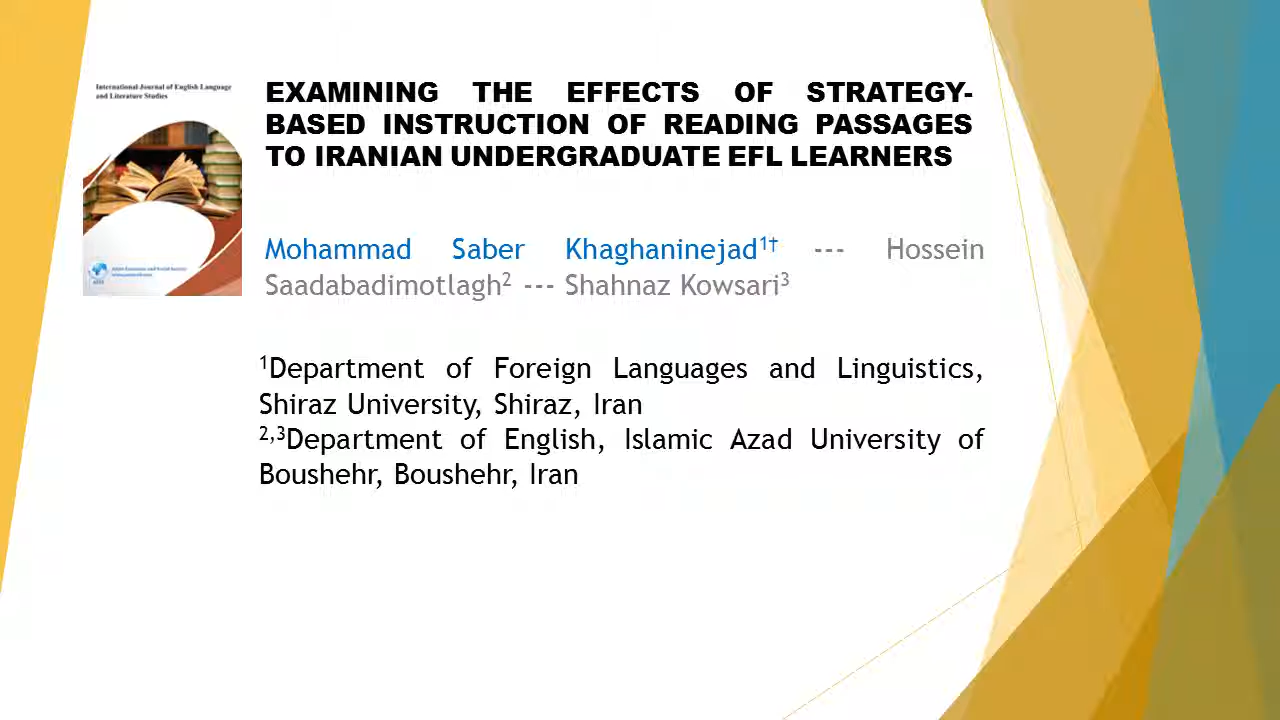 International Journal of English Language
and Literature Studies
EXAMINING THE EFFECTS OF STRATEGY-
BASED INSTRUCTION OF READING PASSAGES
TO IRANIAN UNDERGRADUATE EFL LEARNERS
Mohammad Saber Khaghaninejad¹† --- Hossein
Saadabadimotlagh² --- Shahnaz Kowsari³
¹Department of Foreign Languages and Linguistics,
Shiraz University, Shiraz, Iran
²,³Department of English, Islamic Azad University of
Boushehr, Boushehr, Iran